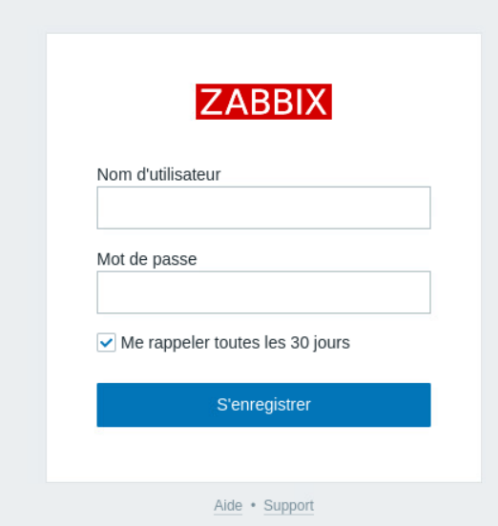 ZABBIX
Nom d'utilisateur
Mot de passe
Me rappeler toutes les 30 jours
S'enregistrer
Aide • Support